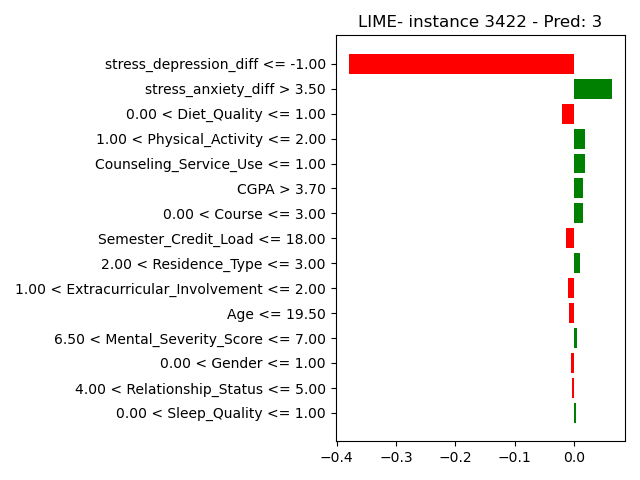 LIME- instance 3422 - Pred: 3
stress_depression_diff <= -1.00
stress_anxiety_diff > 3.50
0.00 < Diet_Quality <= 1.00
1.00 < Physical_Activity <= 2.00
Counseling_Service_Use <= 1.00
CGPA > 3.70
0.00 < Course <= 3.00
Semester_Credit_Load <= 18.00
2.00 < Residence_Type <= 3.00
1.00 < Extracurricular_Involvement <= 2.00
Age <= 19.50
6.50 < Mental_Severity_Score <= 7.00
0.00 < Gender <= 1.00
4.00 < Relationship_Status <= 5.00
0.00 < Sleep_Quality <= 1.00
−0.4 −0.3 −0.2 −0.1 0.0